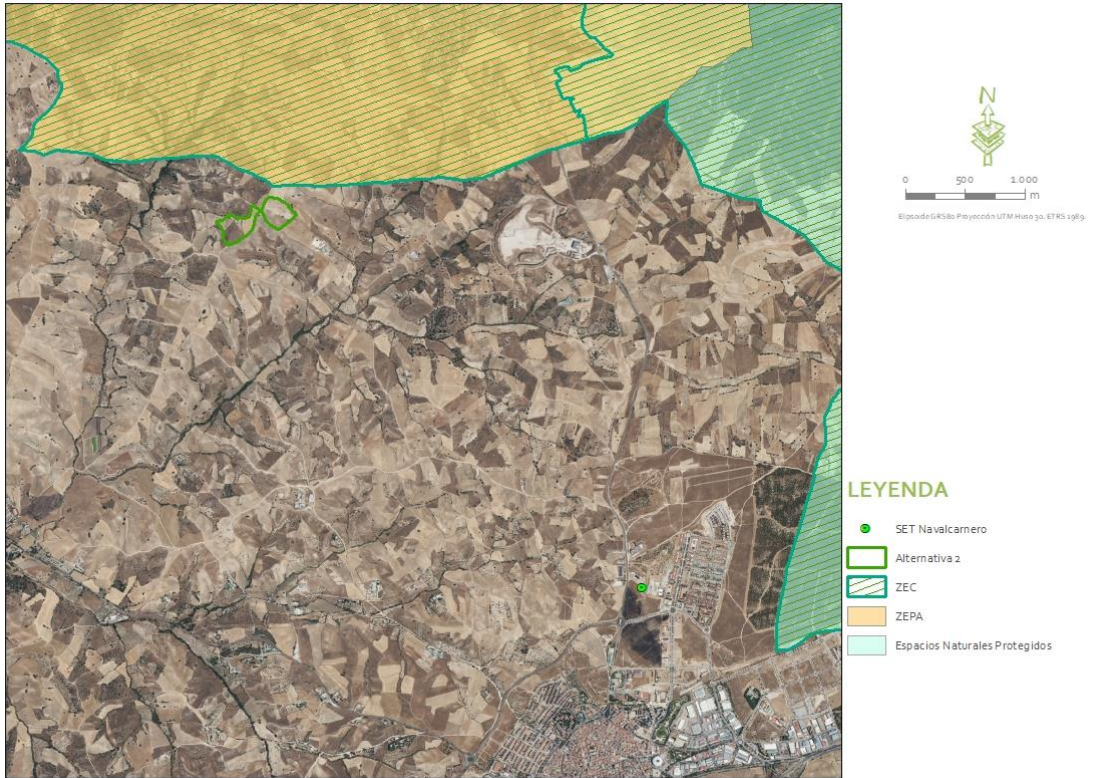 N
0 500 1.000
m
Elipsoide GRS80 Proyección UTM Huso 30. ETRS 1989.
LEYENDA
SET Navalcarnero
Alternativa 2
ZEC
ZEPA
Espacios Naturales Protegidos